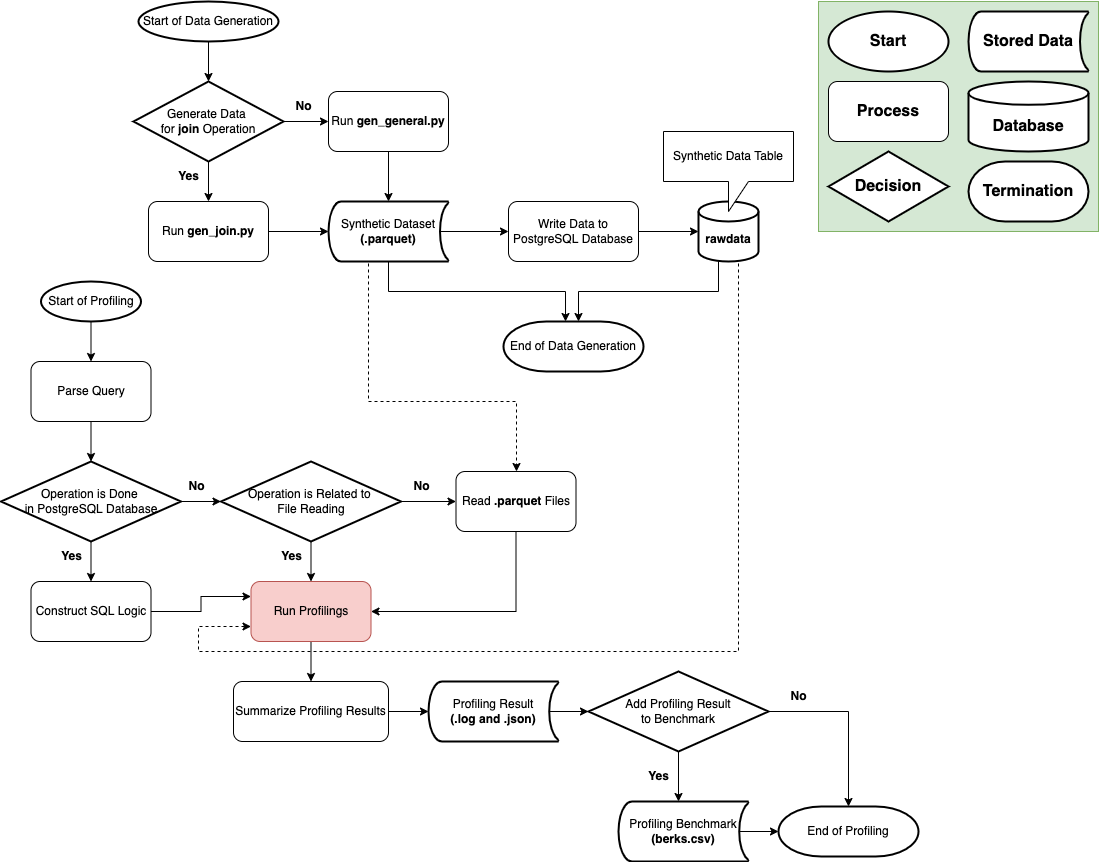 Start of Data Generation
Generate Data
for join Operation
No
Yes
Run gen_general.py
Run gen_join.py
Synthetic Dataset
(.parquet)
Write Data to
PostgreSQL Database
Synthetic Data Table
rawdata
End of Data Generation
Start
Stored Data
Process
Database
Decision
Termination
Start of Profiling
Parse Query
Operation is Done
in PostgreSQL Database
No
Yes
Operation is Related to
File Reading
No
Yes
Read .parquet Files
Construct SQL Logic
Run Profilings
Summarize Profiling Results
Profiling Result
(.log and .json)
Add Profiling Result
to Benchmark
No
Yes
Profiling Benchmark
(berks.csv)
End of Profiling